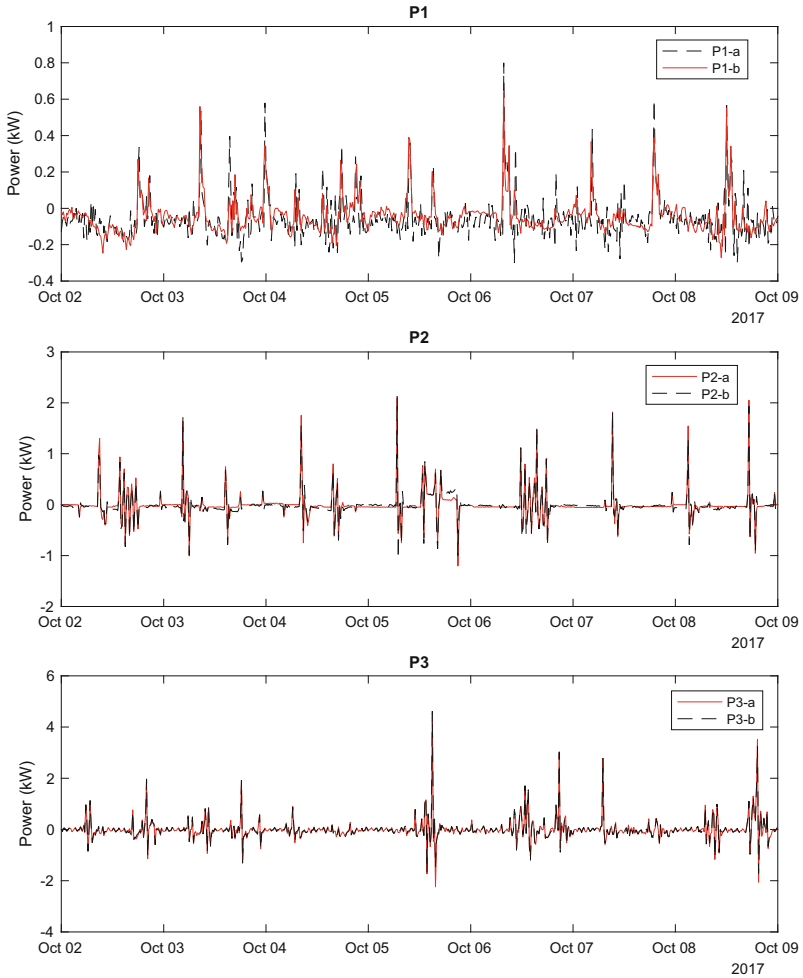 P1
1
0.8
0.6
0.4
0.2
0
-0.2
-0.4
Power (kW)
P1-a
P1-b
Oct 02 Oct 03 Oct 04 Oct 05 Oct 06 Oct 07 Oct 08 Oct 09
2017
P2
3
2
1
0
-1
-2
Power (kW)
P2-a
P2-b
Oct 02 Oct 03 Oct 04 Oct 05 Oct 06 Oct 07 Oct 08 Oct 09
2017
P3
6
4
2
0
-2
-4
Power (kW)
P3-a
P3-b
Oct 02 Oct 03 Oct 04 Oct 05 Oct 06 Oct 07 Oct 08 Oct 09
2017